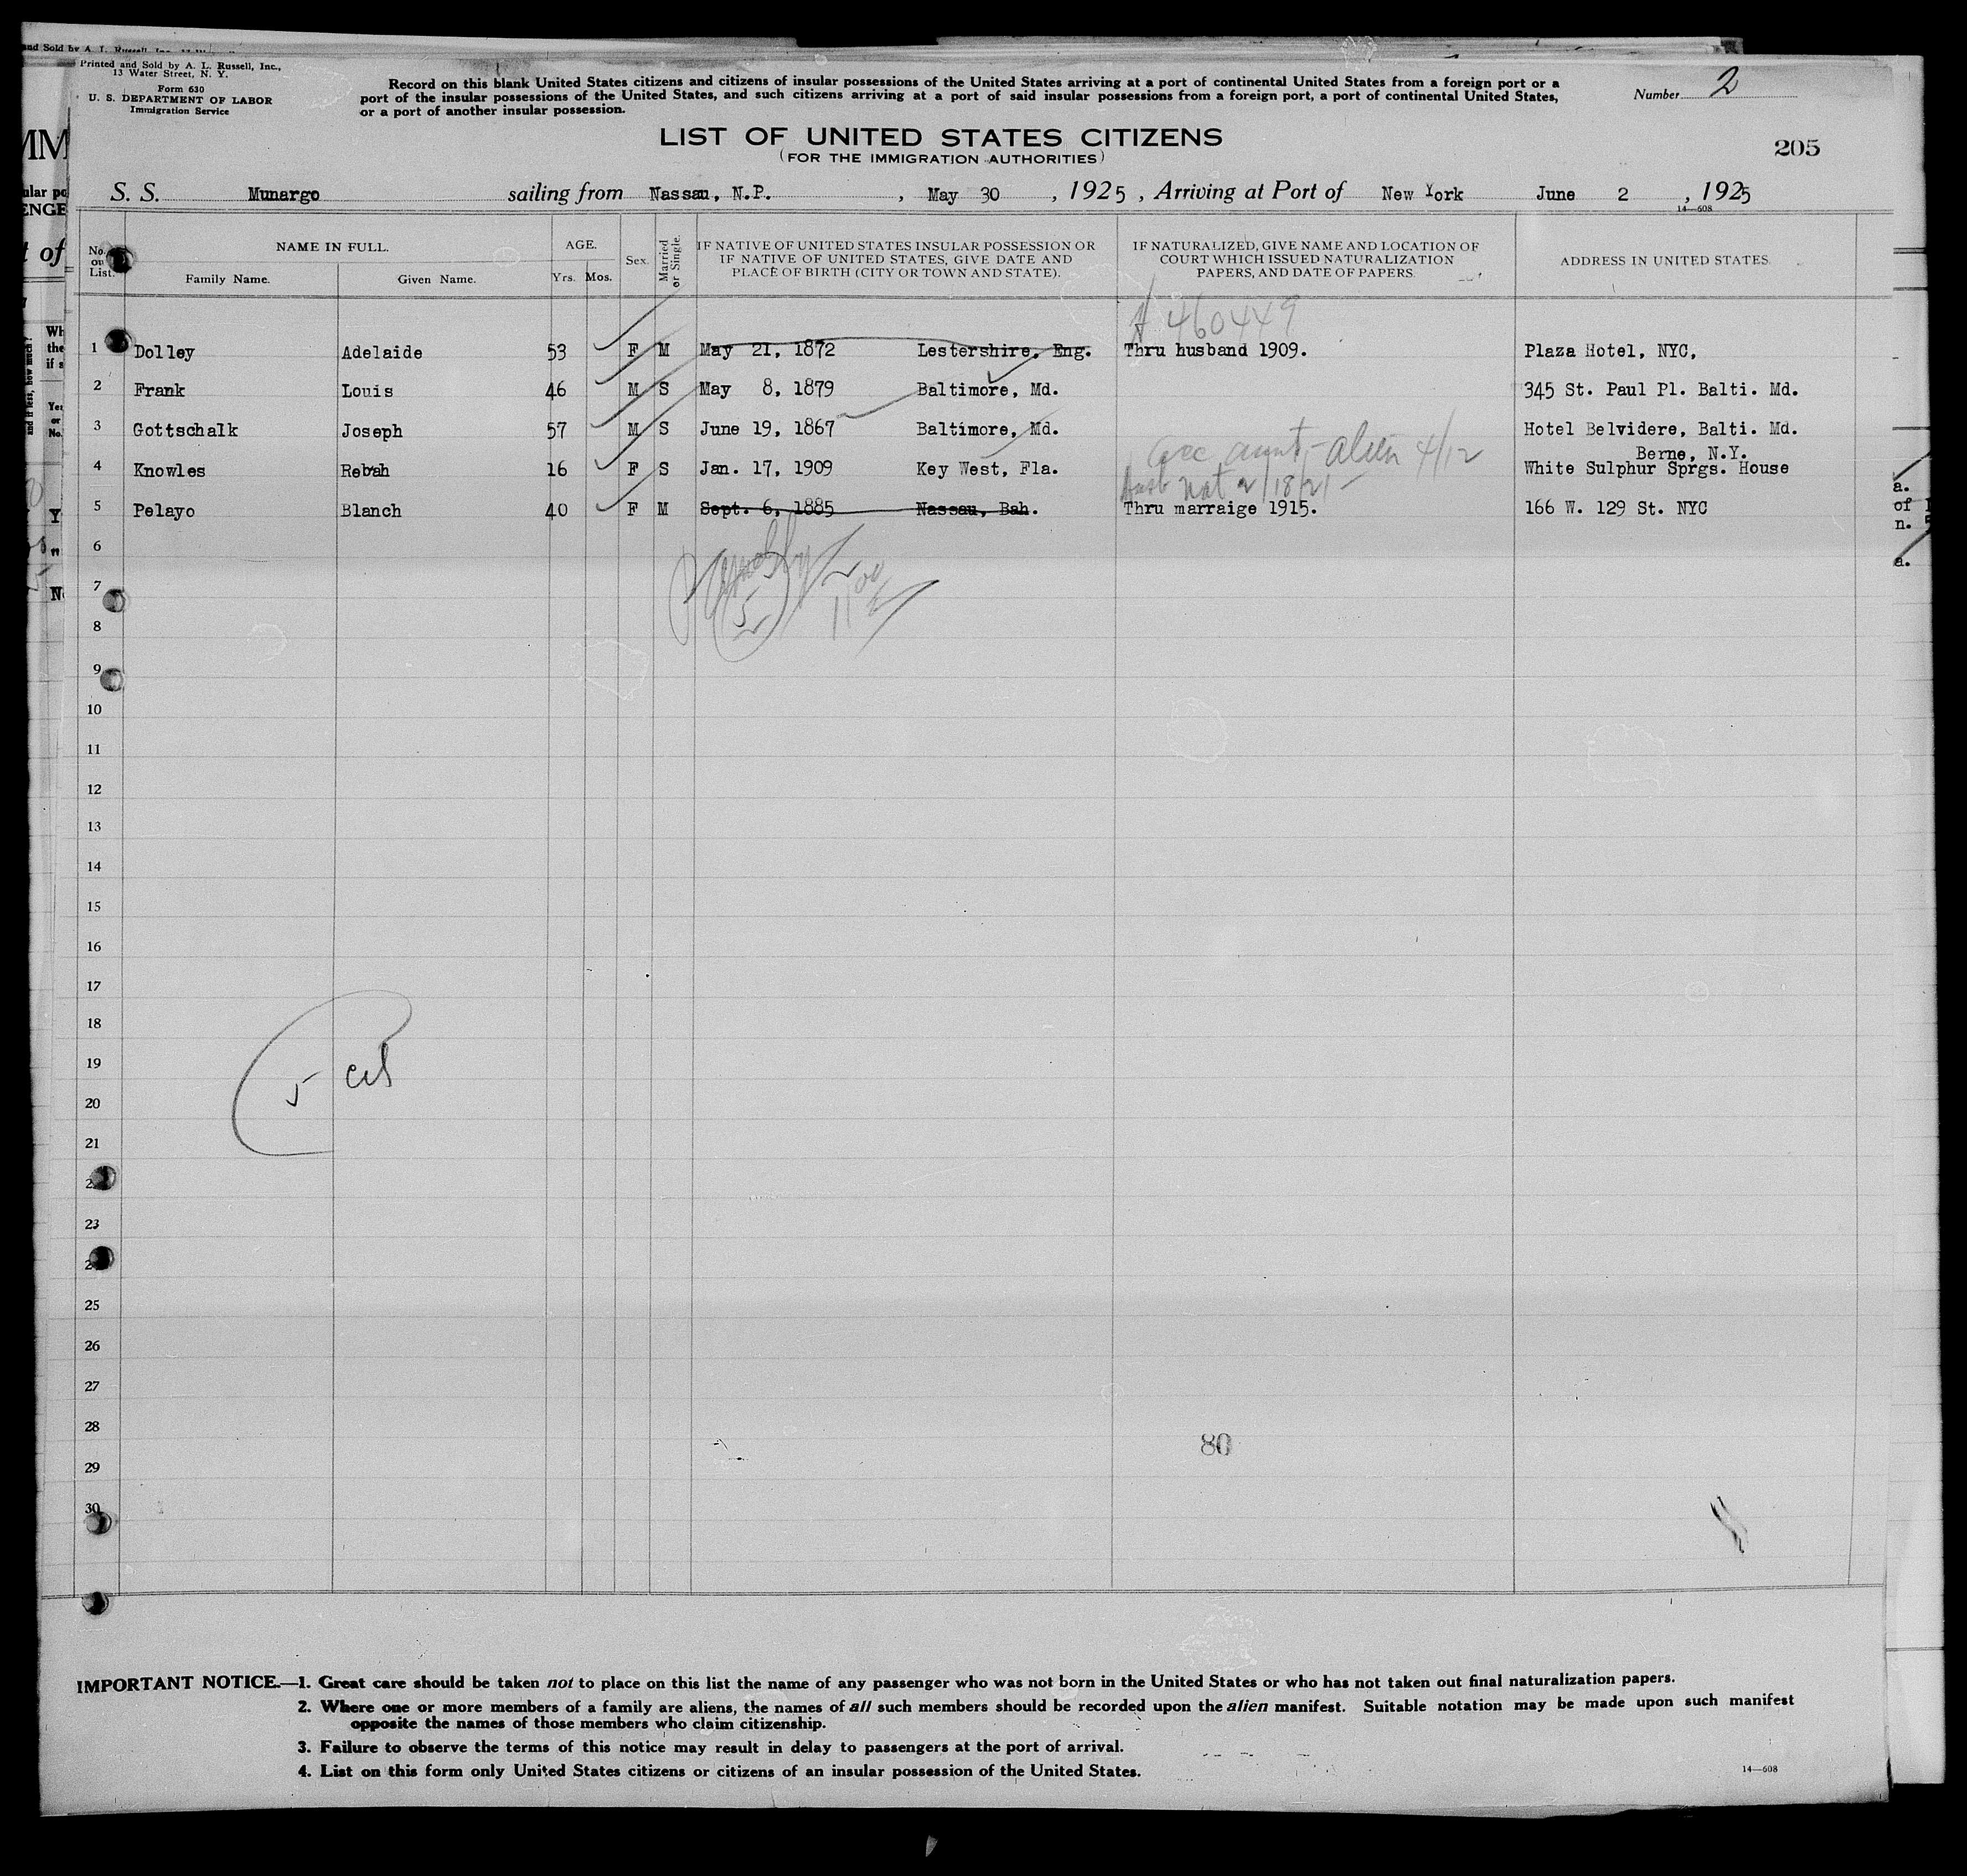 and Sold by A. L. Russell, Inc.
Printed and Sold by A. L. Russell, Inc.,
13 Water Street, N. Y.
Form 630
U. S. DEPARTMENT OF LABOR
Immigration Service
Record on this blank United States citizens and citizens of insular possessions of the United States arriving at a port of continental United States from a foreign port or a
port of the insular possessions of the United States, and such citizens arriving at a port of said insular possessions from a foreign port, a port of continental United States,
or a port of another insular possession.
Number 2
LIST OF UNITED STATES CITIZENS
(FOR THE IMMIGRATION AUTHORITIES)
205
S. S. Munargo sailing from Nassau, N.P. , May 30 , 1925 , Arriving at Port of New York June 2 , 1925
14—608
No. on List.
NAME IN FULL.
Family Name. Given Name.
AGE.
Yrs. Mos.
Sex.
Married or Single.
IF NATIVE OF UNITED STATES INSULAR POSSESSION OR
IF NATIVE OF UNITED STATES, GIVE DATE AND
PLACE OF BIRTH (CITY OR TOWN AND STATE).
IF NATURALIZED, GIVE NAME AND LOCATION OF
COURT WHICH ISSUED NATURALIZATION
PAPERS, AND DATE OF PAPERS.
ADDRESS IN UNITED STATES.
# 460449
1 Dolley Adelaide 53 F M May 21, 1872 Lestershire, Eng. Thru husband 1909. Plaza Hotel, NYC,
2 Frank Louis 46 M S May 8, 1879 Baltimore, Md. 345 St. Paul Pl. Balti. Md.
3 Gottschalk Joseph 57 M S June 19, 1867 Baltimore, Md. Hotel Belvidere, Balti. Md.
acc aunt - alien 4/12
Berne, N.Y.
4 Knowles Rebah 16 F S Jan. 17, 1909 Key West, Fla. White Sulphur Sprgs. House
nat 2/18/21 -
5 Pelayo Blanch 40 F M Sept. 6, 1885 Nassau, Bah. Thru marraige 1915. 166 W. 129 St. NYC
6
7
8
9
10
11
12
13
14
15
16
17
18
19
5 cit
20
21
23
25
26
27
28
80
29
30
IMPORTANT NOTICE.—1. Great care should be taken not to place on this list the name of any passenger who was not born in the United States or who has not taken out final naturalization papers.
2. Where one or more members of a family are aliens, the names of all such members should be recorded upon the alien manifest. Suitable notation may be made upon such manifest
opposite the names of those members who claim citizenship.
3. Failure to observe the terms of this notice may result in delay to passengers at the port of arrival.
4. List on this form only United States citizens or citizens of an insular possession of the United States.
14—608